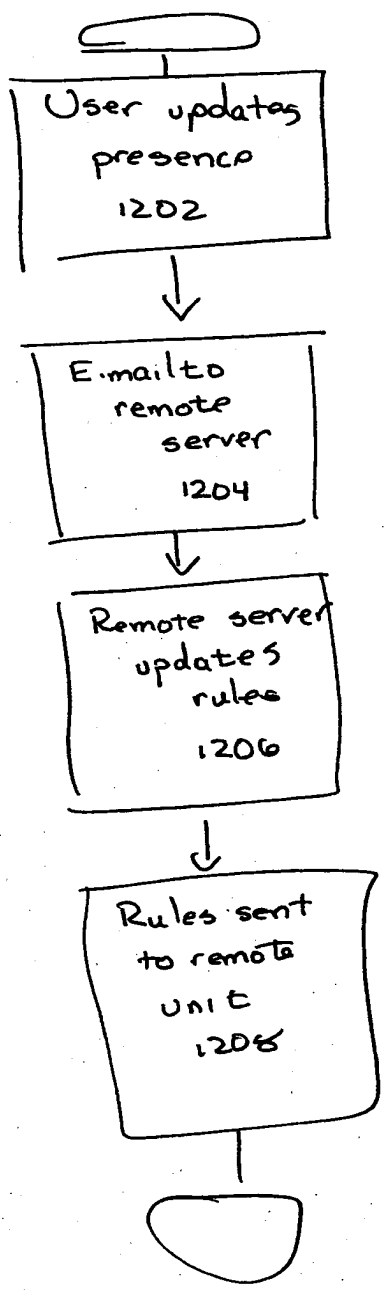 User updates
presence
1202
E-mail to
remote
server
1204
Remote server
updates
rules
1206
Rules sent
to remote
unit
1208